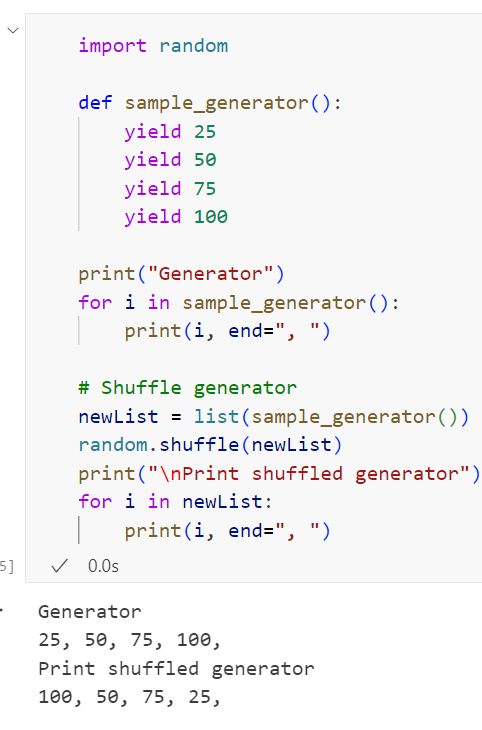 import random
def sample_generator():
    yield 25
    yield 50
    yield 75
    yield 100
print("Generator")
for i in sample_generator():
    print(i, end=", ")
# Shuffle generator
newList = list(sample_generator())
random.shuffle(newList)
print("\nPrint shuffled generator")
for i in newList:
    print(i, end=", ")
5] ✓ 0.0s
Generator
25, 50, 75, 100,
Print shuffled generator
100, 50, 75, 25,